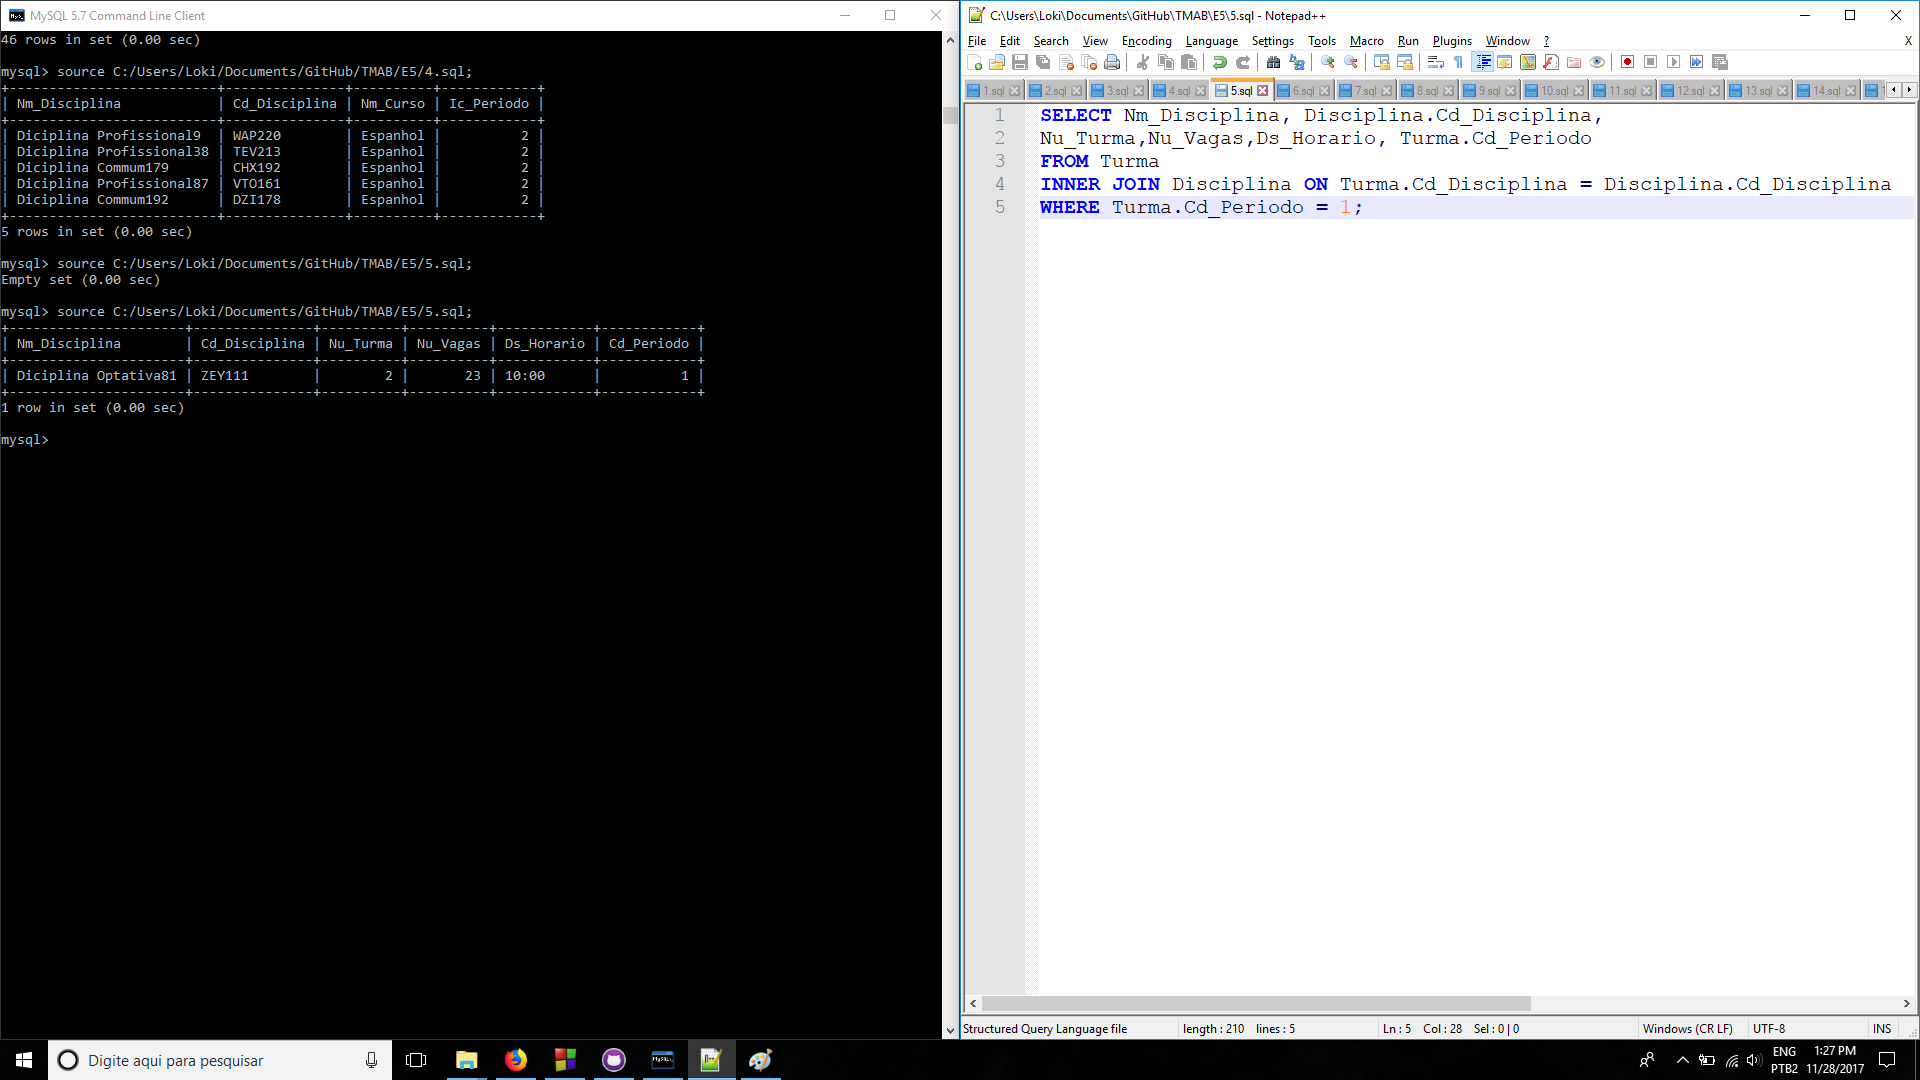 MySQL 5.7 Command Line Client
46 rows in set (0.00 sec)
mysql> source C:/Users/Loki/Documents/GitHub/TMAB/E5/4.sql;
+--------------------------+---------------+----------+------------+
| Nm_Disciplina            | Cd_Disciplina | Nm_Curso | Ic_Periodo |
+--------------------------+---------------+----------+------------+
| Diciplina Profissional9  | WAP220        | Espanhol |          2 |
| Diciplina Profissional38 | TEV213        | Espanhol |          2 |
| Diciplina Commum179      | CHX192        | Espanhol |          2 |
| Diciplina Profissional87 | VTO161        | Espanhol |          2 |
| Diciplina Commum192      | DZI178        | Espanhol |          2 |
+--------------------------+---------------+----------+------------+
5 rows in set (0.00 sec)
mysql> source C:/Users/Loki/Documents/GitHub/TMAB/E5/5.sql;
Empty set (0.00 sec)
mysql> source C:/Users/Loki/Documents/GitHub/TMAB/E5/5.sql;
+----------------------+---------------+----------+----------+------------+------------+
| Nm_Disciplina        | Cd_Disciplina | Nu_Turma | Nu_Vagas | Ds_Horario | Cd_Periodo |
+----------------------+---------------+----------+----------+------------+------------+
| Diciplina Optativa81 | ZEY111        |        2 |       23 | 10:00      |          1 |
+----------------------+---------------+----------+----------+------------+------------+
1 row in set (0.00 sec)
mysql>
C:\Users\Loki\Documents\GitHub\TMAB\E5\5.sql - Notepad++
File Edit Search View Encoding Language Settings Tools Macro Run Plugins Window ? X
1.sql 2.sql 3.sql 4.sql 5.sql 6.sql 7.sql 8.sql 9.sql 10.sql 11.sql 12.sql 13.sql 14.sql 1
1 SELECT Nm_Disciplina, Disciplina.Cd_Disciplina,
2 Nu_Turma,Nu_Vagas,Ds_Horario, Turma.Cd_Periodo
3 FROM Turma
4 INNER JOIN Disciplina ON Turma.Cd_Disciplina = Disciplina.Cd_Disciplina
5 WHERE Turma.Cd_Periodo = 1;
Structured Query Language file length : 210 lines : 5 Ln : 5 Col : 28 Sel : 0 | 0 Windows (CR LF) UTF-8 INS
Digite aqui para pesquisar
ENG 1:27 PM
PTB2 11/28/2017